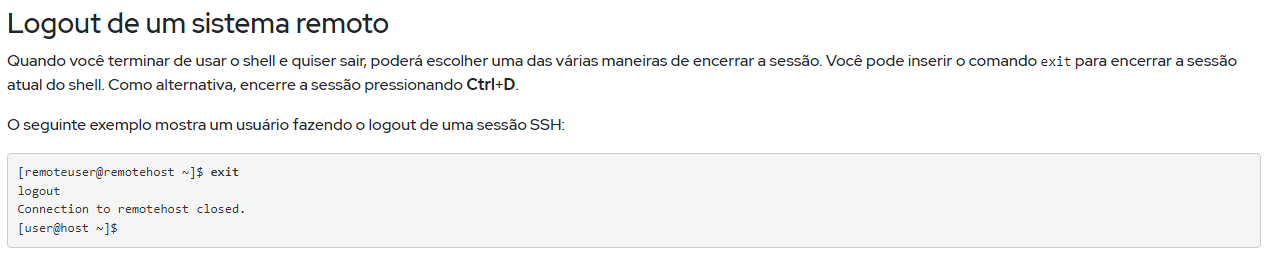 Logout de um sistema remoto
Quando você terminar de usar o shell e quiser sair, poderá escolher uma das várias maneiras de encerrar a sessão. Você pode inserir o comando exit para encerrar a sessão
atual do shell. Como alternativa, encerre a sessão pressionando Ctrl+D.
O seguinte exemplo mostra um usuário fazendo o logout de uma sessão SSH:
[remoteuser@remotehost ~]$ exit
logout
Connection to remotehost closed.
[user@host ~]$